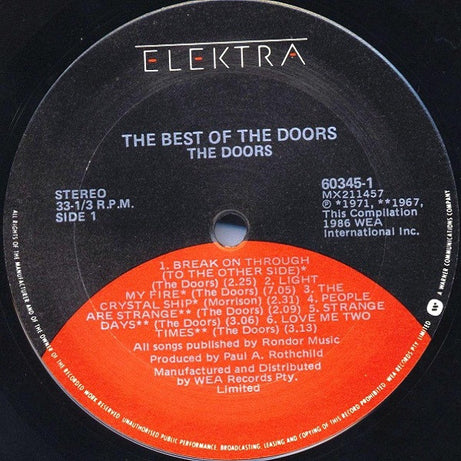 ELEKTRA
THE BEST OF THE DOORS
THE DOORS
STEREO
33-1/3 R.P.M.
SIDE 1
60345-1
MX211457
℗ *1971, **1967,
This Compilation
1986 WEA
International Inc.
1. BREAK ON THROUGH
(TO THE OTHER SIDE)*
(The Doors) (2.25) 2. LIGHT
MY FIRE* (The Doors) (7.05) 3. THE
CRYSTAL SHIP* (Morrison) (2.31) 4. PEOPLE
ARE STRANGE** (The Doors) (2.09) 5. STRANGE
DAYS** (The Doors) (3.06) 6. LOVE ME TWO
TIMES** (The Doors) (3.13)
All songs published by Rondor Music
Produced by Paul A. Rothchild
Manufactured and Distributed
by WEA Records Pty.
Limited
ALL RIGHTS OF THE MANUFACTURER AND OF THE OWNER OF THE RECORDED WORK RESERVED. UNAUTHORISED PUBLIC PERFORMANCE, BROADCASTING, LEASING, HIRING AND COPYING OF THIS RECORD PROHIBITED. WEA RECORDS PTY. LIMITED
A WARNER COMMUNICATIONS COMPANY